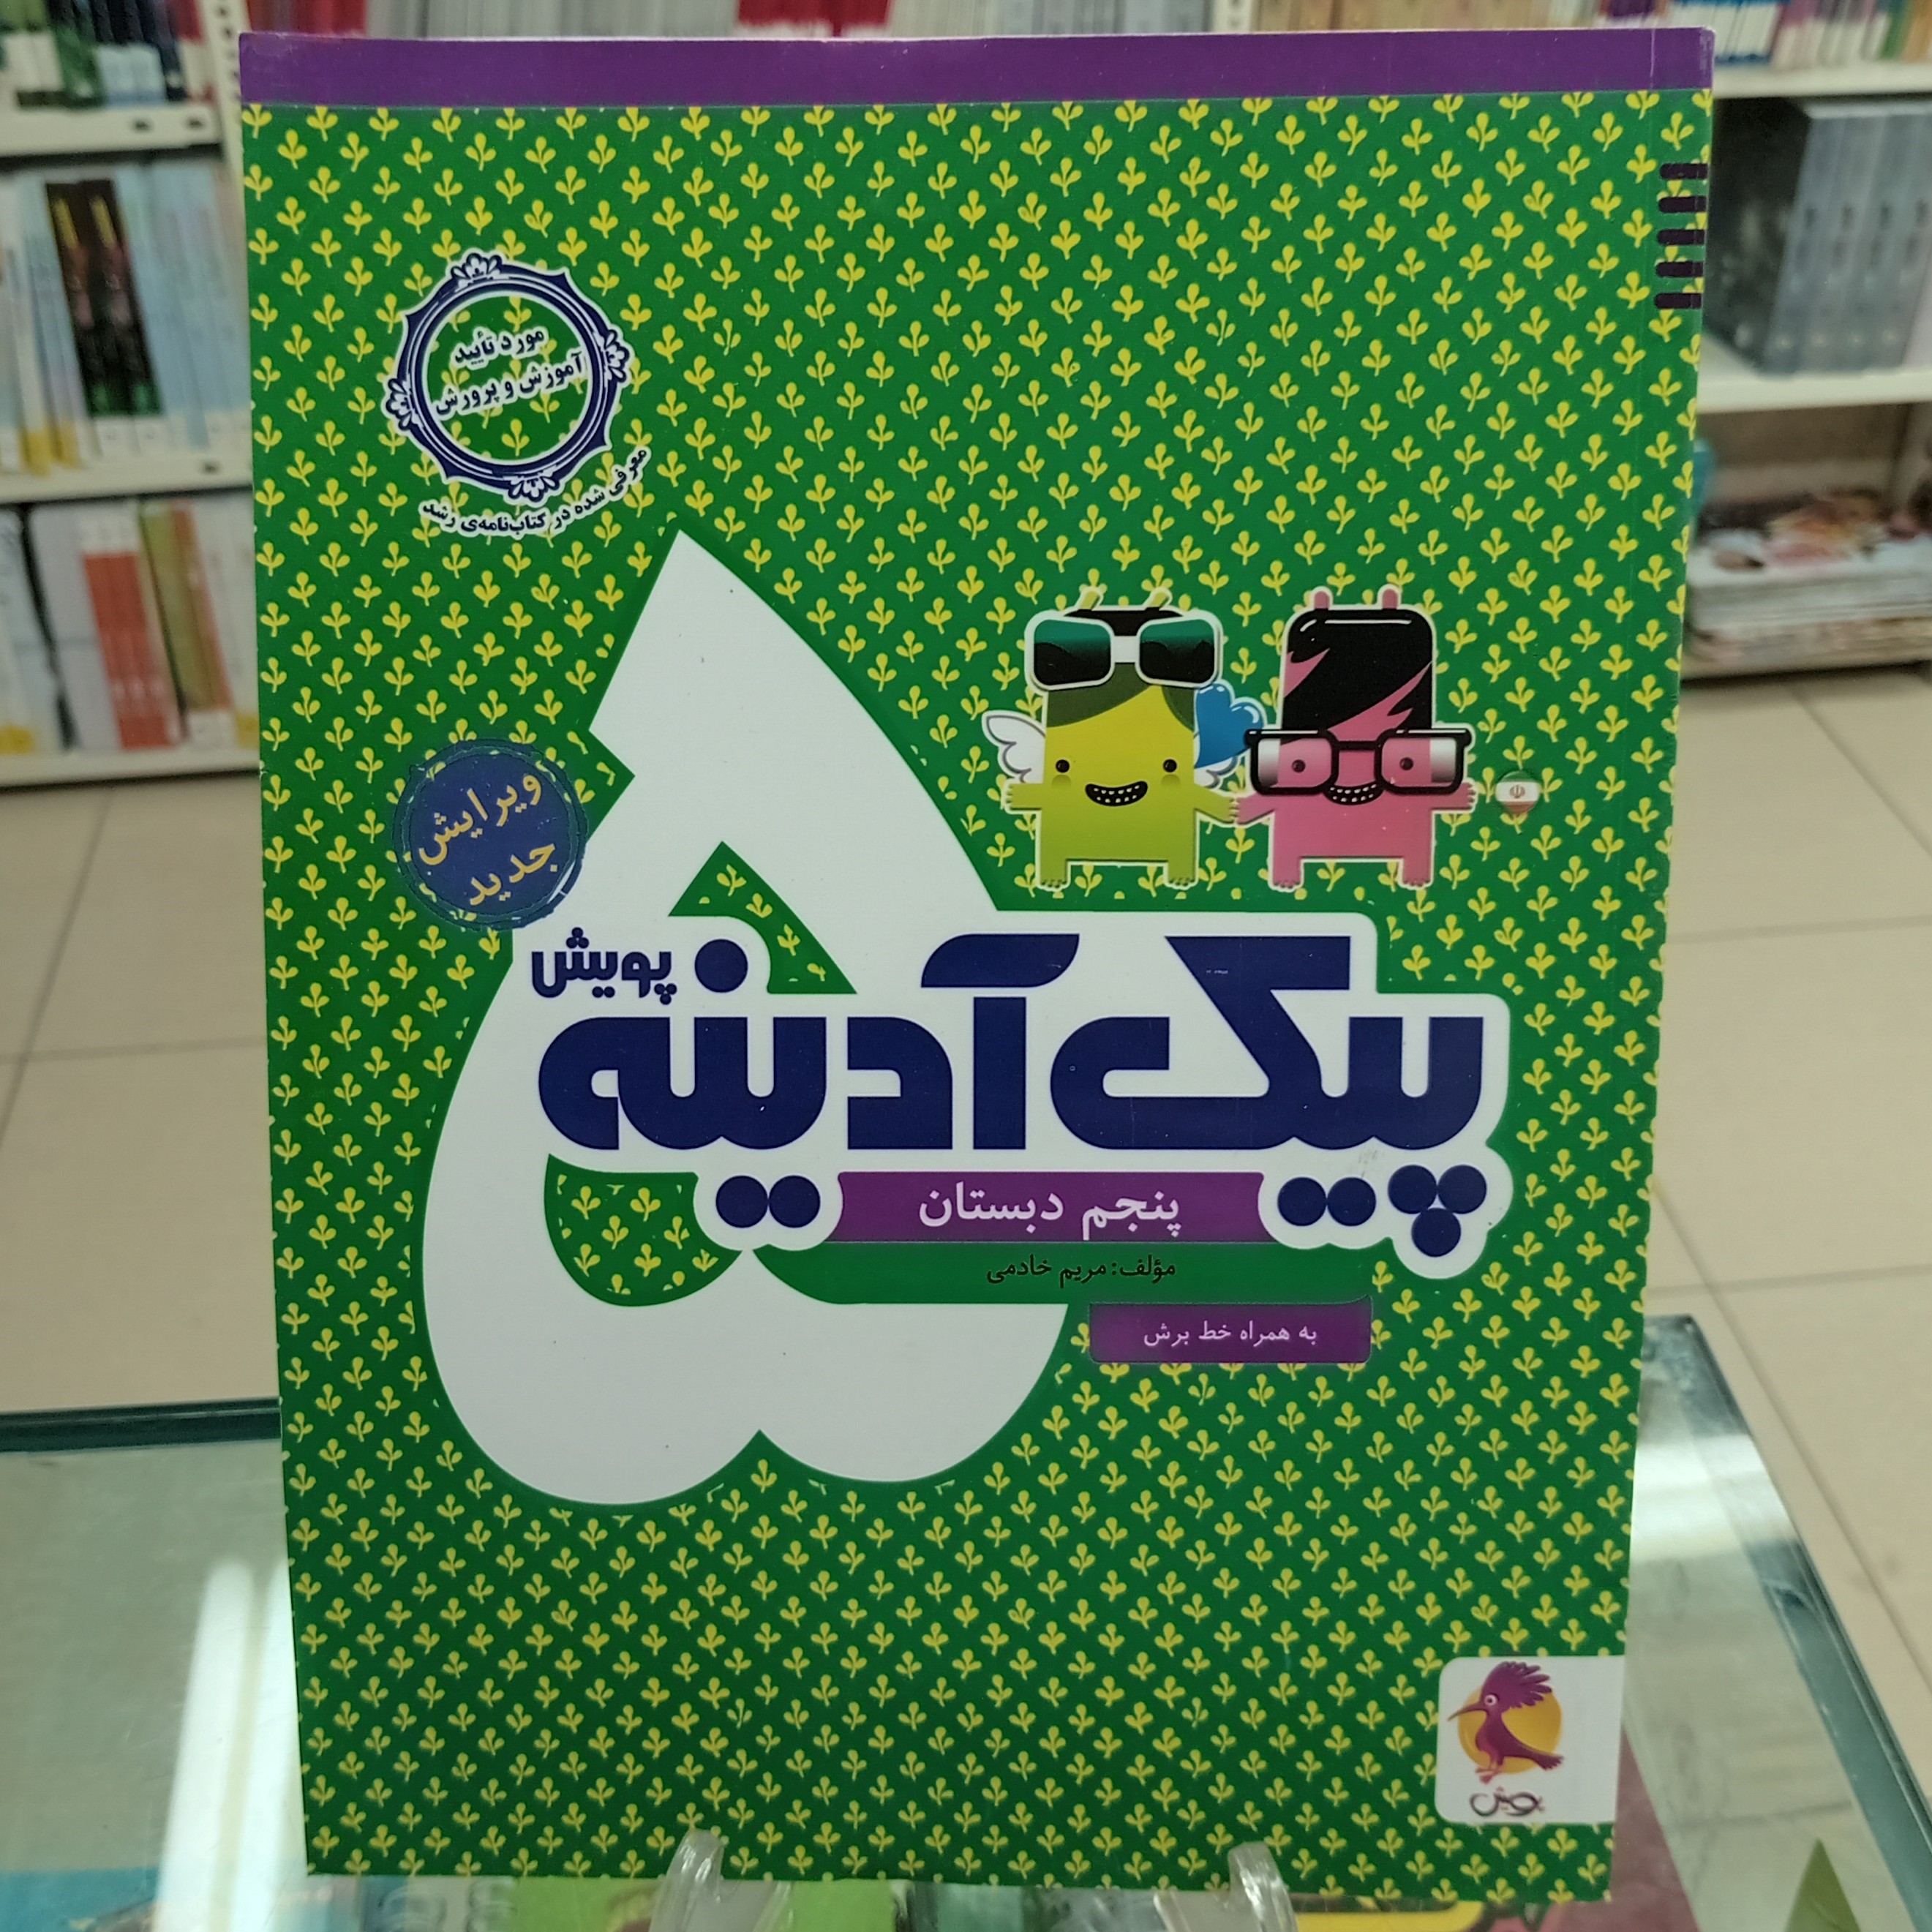 مورد تأیید
آموزش و پرورش
معرفی شده در کتاب‌نامه‌ی رشد
۵
ویرایش
جدید
پویش
پیک آدینه
پنجم دبستان
مؤلف: مریم خادمی
به همراه خط برش
پویش